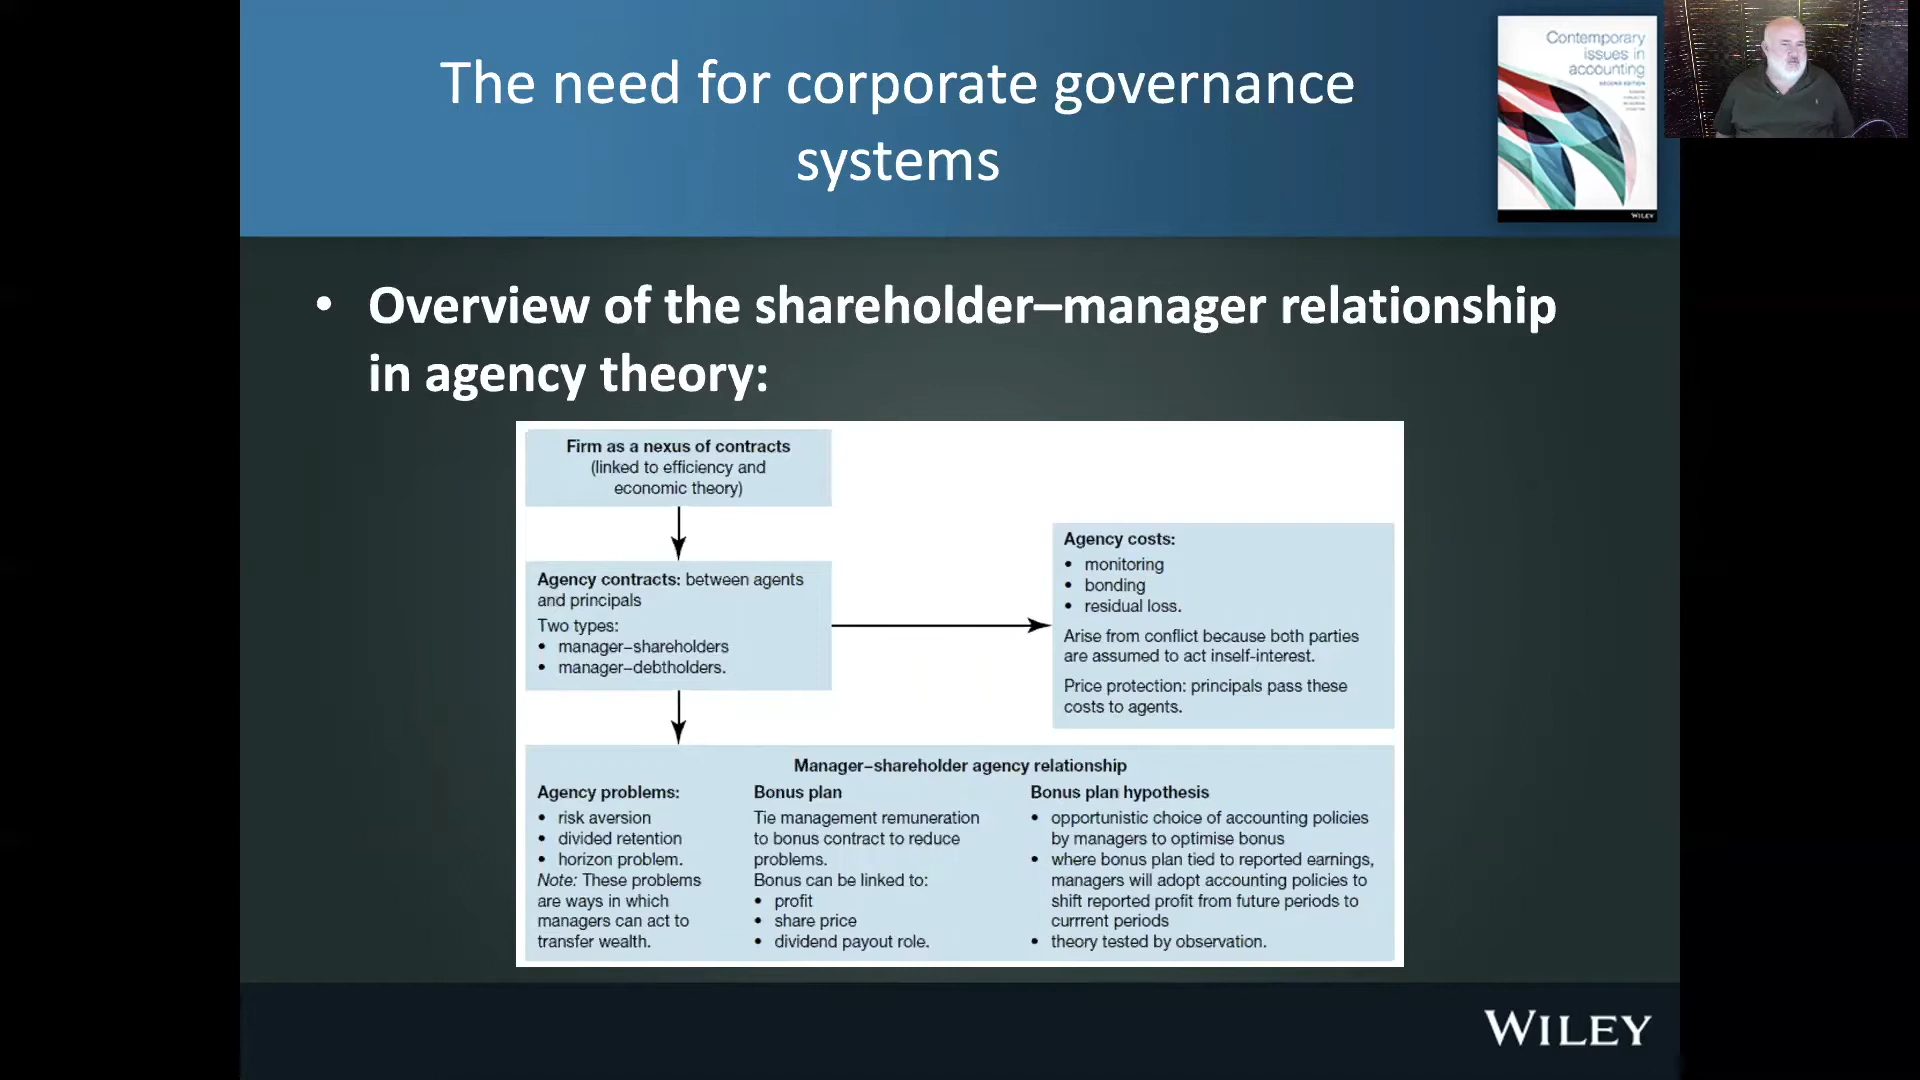 The need for corporate governance
systems
Contemporary
issues in
accounting
SECOND EDITION
WILEY
• Overview of the shareholder–manager relationship
in agency theory:
Firm as a nexus of contracts
(linked to efficiency and
economic theory)
Agency contracts: between agents
and principals
Two types:
• manager–shareholders
• manager–debtholders.
Agency costs:
• monitoring
• bonding
• residual loss.
Arise from conflict because both parties
are assumed to act inself-interest.
Price protection: principals pass these
costs to agents.
Manager–shareholder agency relationship
Agency problems:
• risk aversion
• divided retention
• horizon problem.
Note: These problems
are ways in which
managers can act to
transfer wealth.
Bonus plan
Tie management remuneration
to bonus contract to reduce
problems.
Bonus can be linked to:
• profit
• share price
• dividend payout role.
Bonus plan hypothesis
• opportunistic choice of accounting policies
by managers to optimise bonus
• where bonus plan tied to reported earnings,
managers will adopt accounting policies to
shift reported profit from future periods to
currrent periods
• theory tested by observation.
WILEY